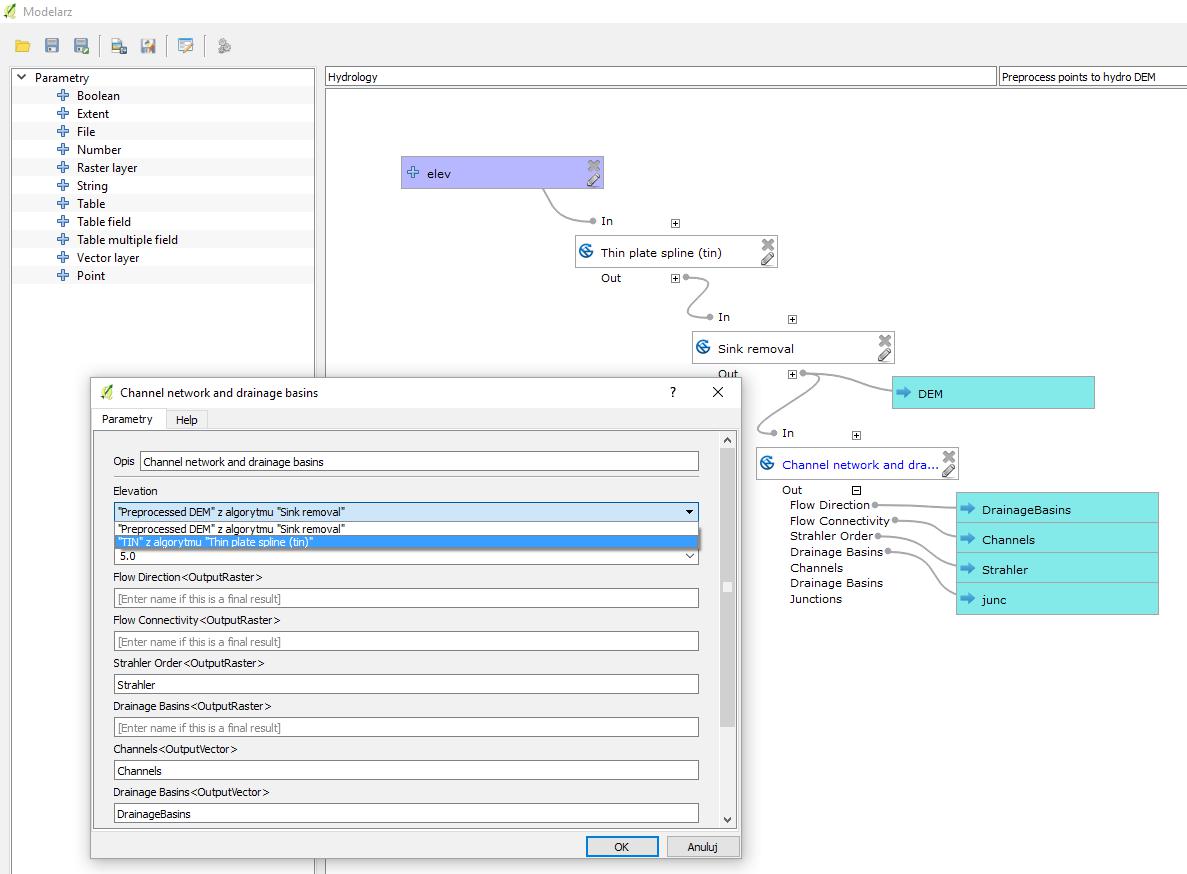 Modelarz
Parametry
Boolean
Extent
File
Number
Raster layer
String
Table
Table field
Table multiple field
Vector layer
Point
Hydrology
Preprocess points to hydro DEM
elev
In
Thin plate spline (tin)
Out
In
Sink removal
Out
DEM
In
Channel network and dra...
Out
Flow Direction
Flow Connectivity
Strahler Order
Drainage Basins
Channels
Drainage Basins
Junctions
DrainageBasins
Channels
Strahler
junc
Channel network and drainage basins
?
Parametry
Help
Opis
Channel network and drainage basins
Elevation
"Preprocessed DEM" z algorytmu "Sink removal"
"Preprocessed DEM" z algorytmu "Sink removal"
"TIN" z algorytmu "Thin plate spline (tin)"
5.0
Flow Direction<OutputRaster>
[Enter name if this is a final result]
Flow Connectivity<OutputRaster>
[Enter name if this is a final result]
Strahler Order<OutputRaster>
Strahler
Drainage Basins<OutputRaster>
[Enter name if this is a final result]
Channels<OutputVector>
Channels
Drainage Basins<OutputVector>
DrainageBasins
OK
Anuluj